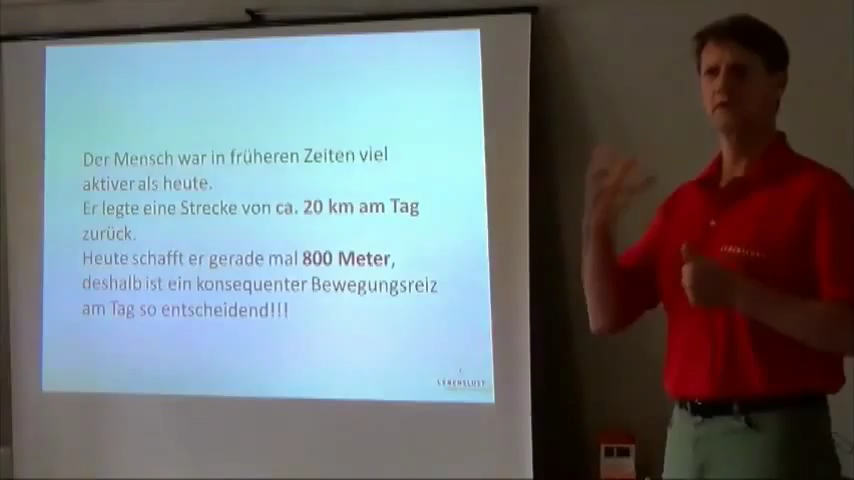 Der Mensch war in früheren Zeiten viel
aktiver als heute.
Er legte eine Strecke von ca. 20 km am Tag
zurück.
Heute schafft er gerade mal 800 Meter,
deshalb ist ein konsequenter Bewegungsreiz
am Tag so entscheidend!!!
LEBENSLUST